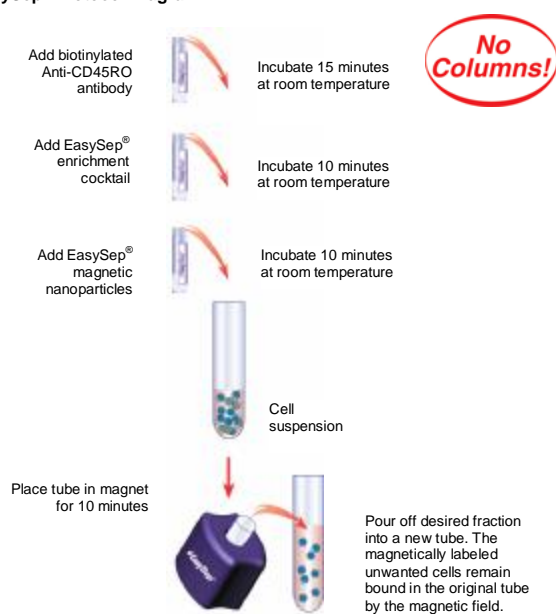 Add biotinylated
Anti-CD45RO
antibody
Incubate 15 minutes
at room temperature
No
Columns!
Add EasySep®
enrichment
cocktail
Incubate 10 minutes
at room temperature
Add EasySep®
magnetic
nanoparticles
Incubate 10 minutes
at room temperature
Cell
suspension
Place tube in magnet
for 10 minutes
EasySep
Pour off desired fraction
into a new tube. The
magnetically labeled
unwanted cells remain
bound in the original tube
by the magnetic field.